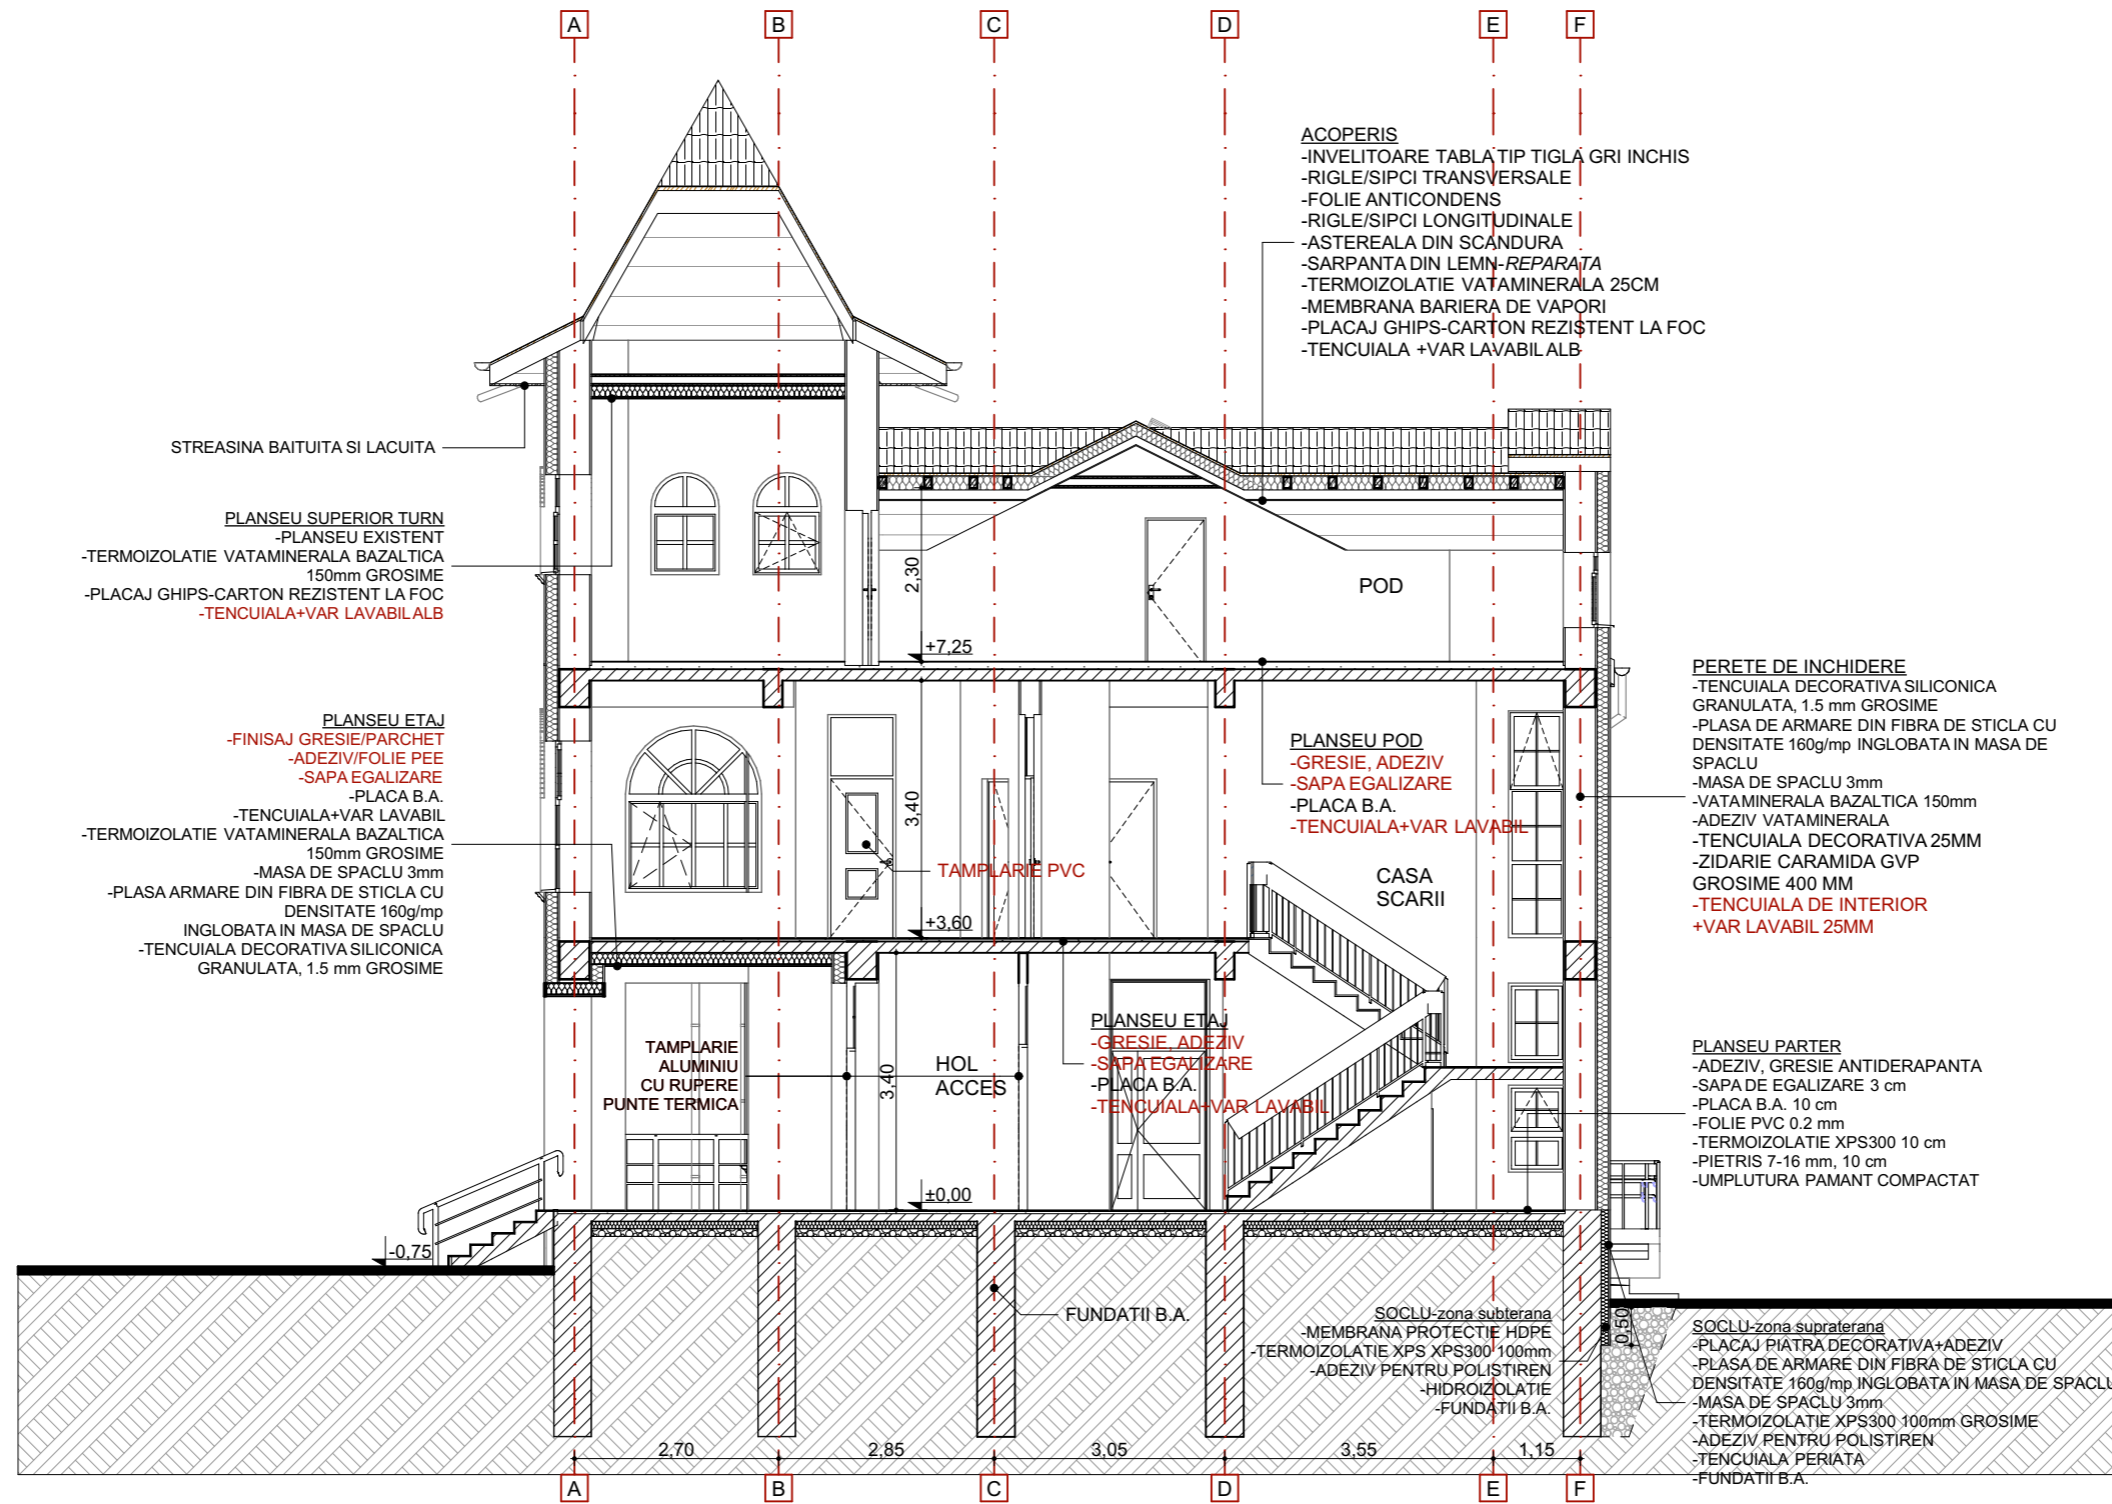 A B C D E F
ACOPERIS
-INVELITOARE TABLA TIP TIGLA GRI INCHIS
-RIGLE/SIPCI TRANSVERSALE
-FOLIE ANTICONDENS
-RIGLE/SIPCI LONGITUDINALE
-ASTEREALA DIN SCANDURA
-SARPANTA DIN LEMN-REPARATA
-TERMOIZOLATIE VATAMINERALA 25CM
-MEMBRANA BARIERA DE VAPORI
-PLACAJ GHIPS-CARTON REZISTENT LA FOC
-TENCUIALA +VAR LAVABIL ALB
STREASINA BAITUITA SI LACUITA
PLANSEU SUPERIOR TURN
-PLANSEU EXISTENT
-TERMOIZOLATIE VATAMINERALA BAZALTICA
150mm GROSIME
-PLACAJ GHIPS-CARTON REZISTENT LA FOC
-TENCUIALA+VAR LAVABIL ALB
2,30
POD
+7,25
PLANSEU ETAJ
-FINISAJ GRESIE/PARCHET
-ADEZIV/FOLIE PEE
-SAPA EGALIZARE
-PLACA B.A.
-TENCUIALA+VAR LAVABIL
-TERMOIZOLATIE VATAMINERALA BAZALTICA
150mm GROSIME
-MASA DE SPACLU 3mm
-PLASA ARMARE DIN FIBRA DE STICLA CU
DENSITATE 160g/mp
INGLOBATA IN MASA DE SPACLU
-TENCUIALA DECORATIVA SILICONICA
GRANULATA, 1.5 mm GROSIME
3,40
TAMPLARIE PVC
+3,60
PLANSEU POD
-GRESIE, ADEZIV
-SAPA EGALIZARE
-PLACA B.A.
-TENCUIALA+VAR LAVABIL
CASA
SCARII
PERETE DE INCHIDERE
-TENCUIALA DECORATIVA SILICONICA
GRANULATA, 1.5 mm GROSIME
-PLASA DE ARMARE DIN FIBRA DE STICLA CU
DENSITATE 160g/mp INGLOBATA IN MASA DE
SPACLU
-MASA DE SPACLU 3mm
-VATAMINERALA BAZALTICA 150mm
-ADEZIV VATAMINERALA
-TENCUIALA DECORATIVA 25MM
-ZIDARIE CARAMIDA GVP
GROSIME 400 MM
-TENCUIALA DE INTERIOR
+VAR LAVABIL 25MM
TAMPLARIE
ALUMINIU
CU RUPERE
PUNTE TERMICA
3,40
HOL
ACCES
PLANSEU ETAJ
-GRESIE, ADEZIV
-SAPA EGALIZARE
-PLACA B.A.
-TENCUIALA+VAR LAVABIL
±0,00
PLANSEU PARTER
-ADEZIV, GRESIE ANTIDERAPANTA
-SAPA DE EGALIZARE 3 cm
-PLACA B.A. 10 cm
-FOLIE PVC 0.2 mm
-TERMOIZOLATIE XPS300 10 cm
-PIETRIS 7-16 mm, 10 cm
-UMPLUTURA PAMANT COMPACTAT
-0,75
FUNDATII B.A.
SOCLU-zona subterana
-MEMBRANA PROTECTIE HDPE
-TERMOIZOLATIE XPS XPS300 100mm
-ADEZIV PENTRU POLISTIREN
-HIDROIZOLATIE
-FUNDATII B.A.
0,50
SOCLU-zona supraterana
-PLACAJ PIATRA DECORATIVA+ADEZIV
-PLASA DE ARMARE DIN FIBRA DE STICLA CU
DENSITATE 160g/mp INGLOBATA IN MASA DE SPACLU
-MASA DE SPACLU 3mm
-TERMOIZOLATIE XPS300 100mm GROSIME
-ADEZIV PENTRU POLISTIREN
-TENCUIALA PERIATA
-FUNDATII B.A.
2,70 2,85 3,05 3,55 1,15
A B C D E F